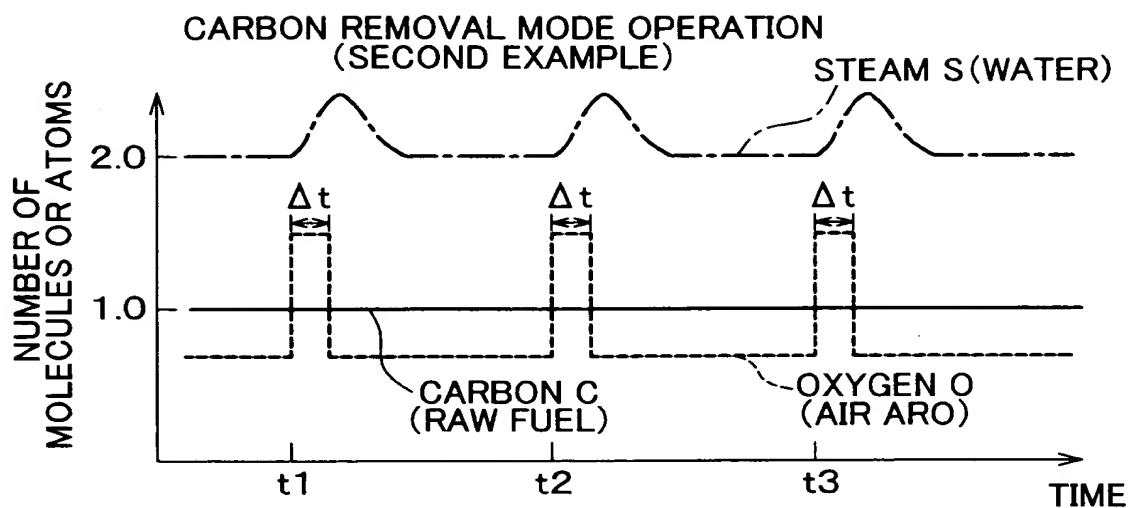 CARBON REMOVAL MODE OPERATION
(SECOND EXAMPLE)
STEAM S (WATER)
NUMBER OF
MOLECULES OR ATOMS
2.0
1.0
Δt
Δt
Δt
CARBON C
(RAW FUEL)
OXYGEN O
(AIR ARO)
t1
t2
t3
TIME